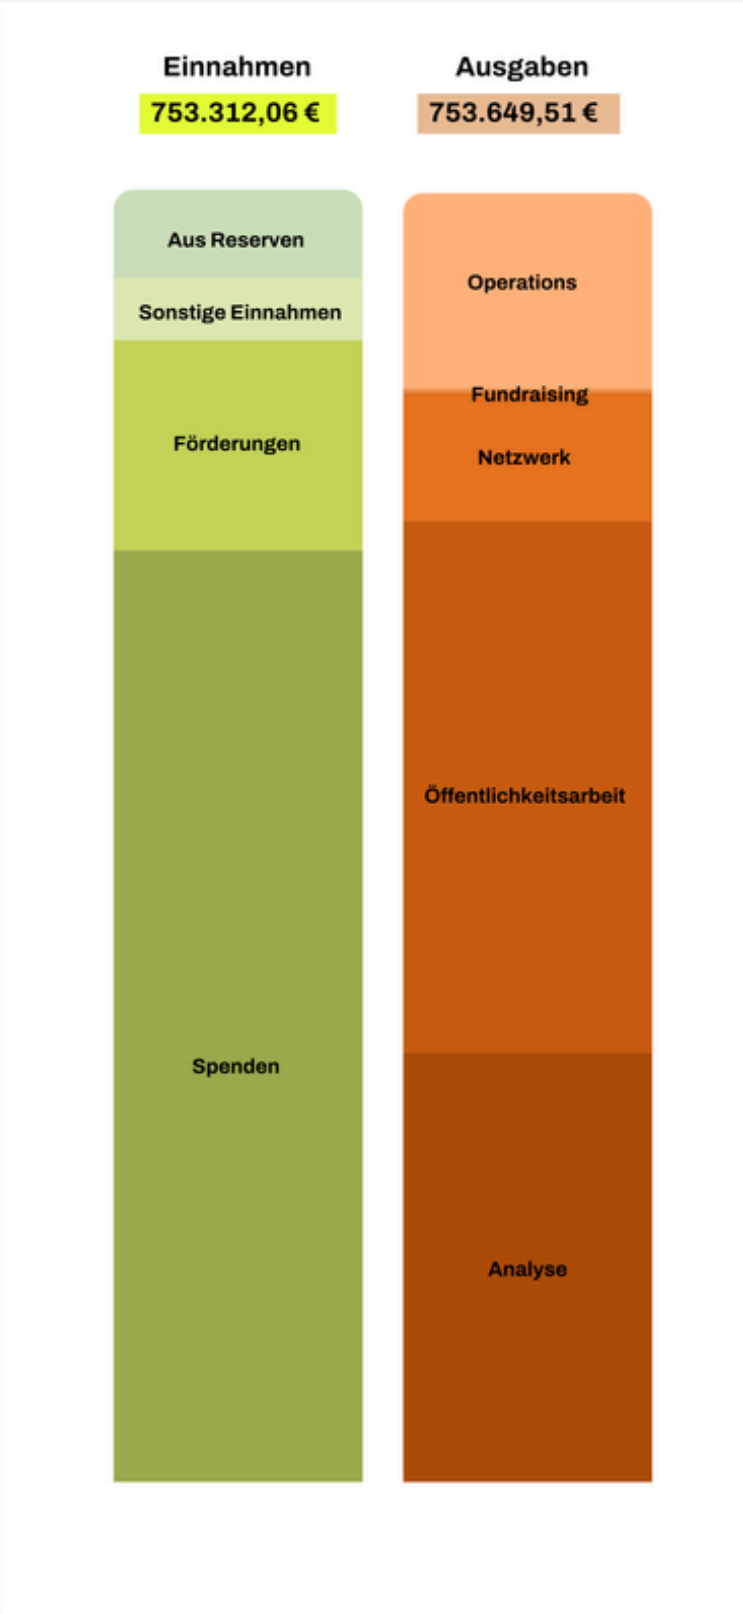 Einnahmen
753.312,06 €
Aus Reserven
Sonstige Einnahmen
Förderungen
Spenden
Ausgaben
753.649,51 €
Operations
Fundraising
Netzwerk
Öffentlichkeitsarbeit
Analyse